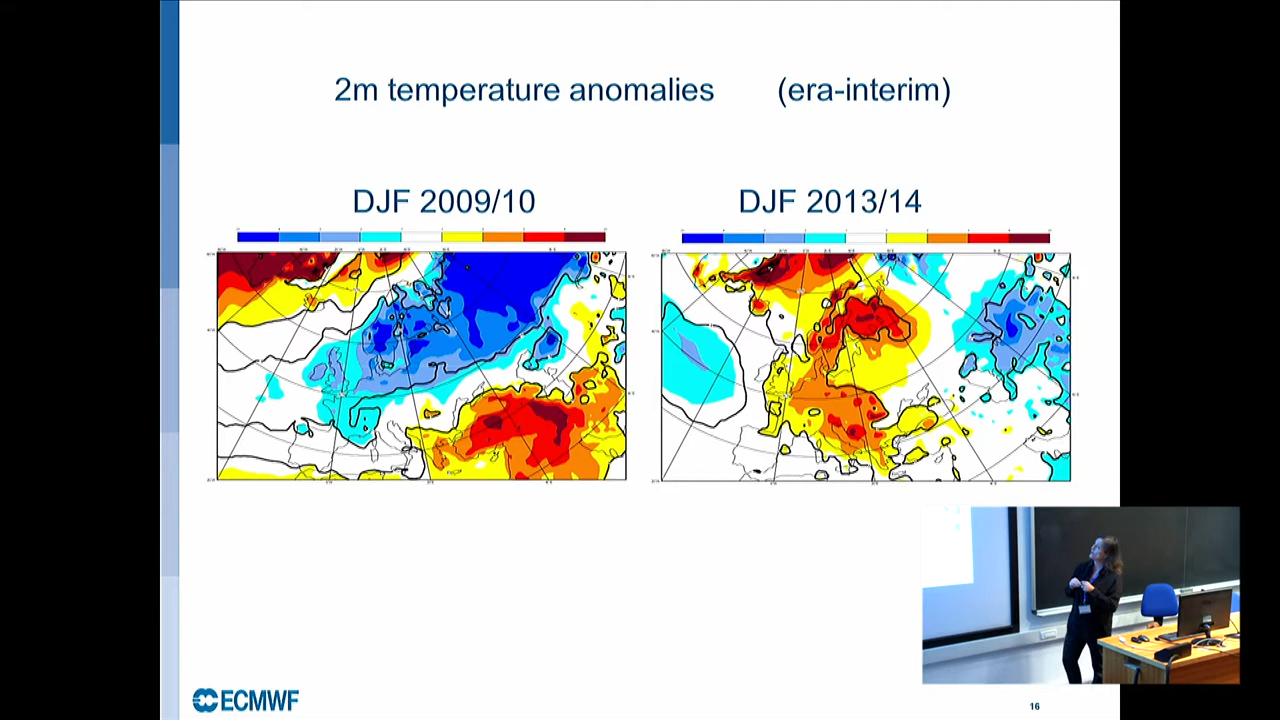 2m temperature anomalies (era-interim)
DJF 2009/10 DJF 2013/14
ECMWF
16